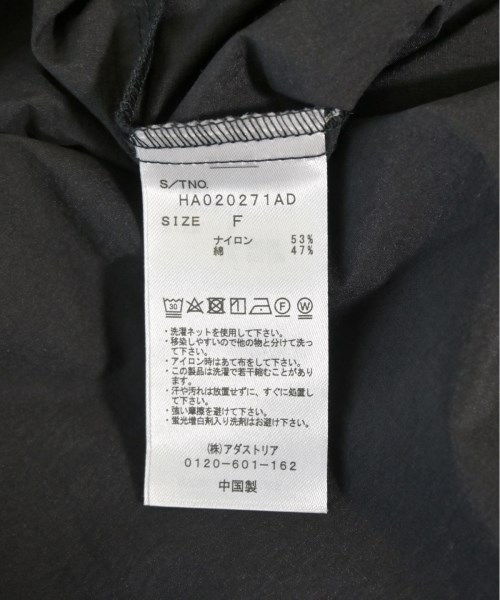 S/TNO.
HA020271AD
SIZE F
ナイロン 53%
綿 47%
30
F W
・洗濯ネットを使用して下さい。
・移染しやすいので他の物と分けて洗っ
て下さい。
・アイロン時はあて布をして下さい。
・この製品は洗濯で若干縮むことがあり
ます。
・汗や汚れは放置せずに、すぐに処置し
て下さい。
・強い摩擦を避けて下さい。
・蛍光増白剤入り洗剤はお避け下さい。
(株)アダストリア
0120-601-162
中国製